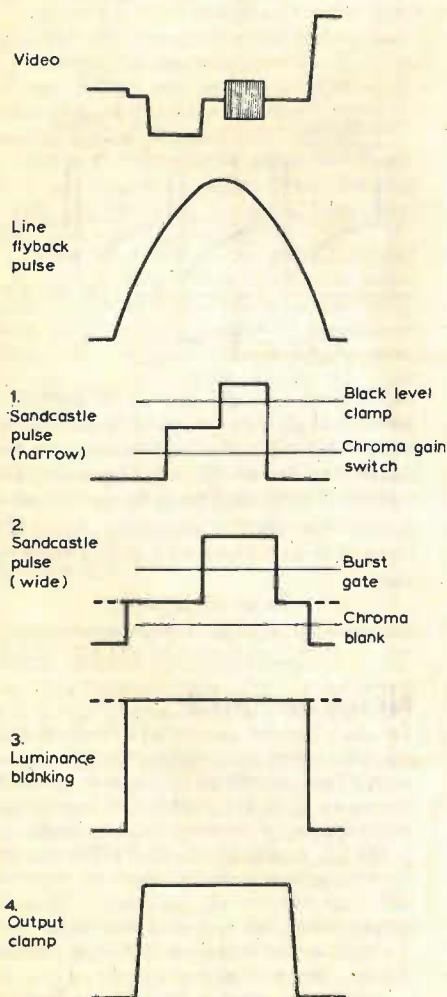 Video
Line
flyback
pulse
1.
Sandcastle
pulse
(narrow)
Black level
clamp
Chroma gain
switch
2.
Sandcastle
pulse
(wide)
Burst
gate
Chroma
blank
3.
Luminance
blanking
4.
Output
clamp